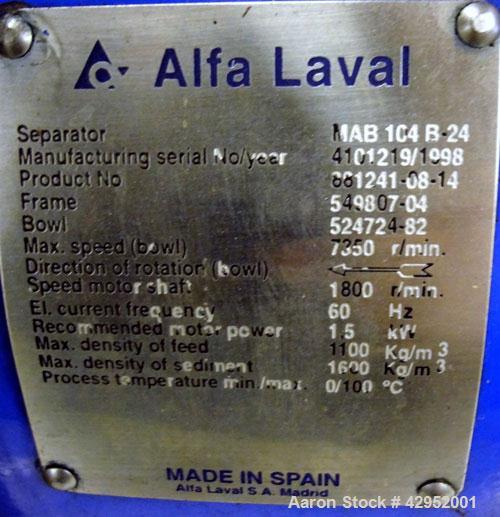 Alfa Laval
Separator MAB 104 B-24
Manufacturing serial No/year 4101219/1998
Product No 881241-08-14
Frame 549807-04
Bowl 524724-82
Max. speed (bowl) 7350 r/min.
Direction of rotation (bowl)
Speed motor shaft 1800 r/min.
El. current frequency 60 Hz
Recommended motor power 1.5 kW
Max. density of feed 1100 Kg/m3
Max. density of sediment 1600 Kg/m3
Process temperature min./max. 0/100 °C
MADE IN SPAIN
Alfa Laval S.A. Madrid
Aaron Stock # 42952001